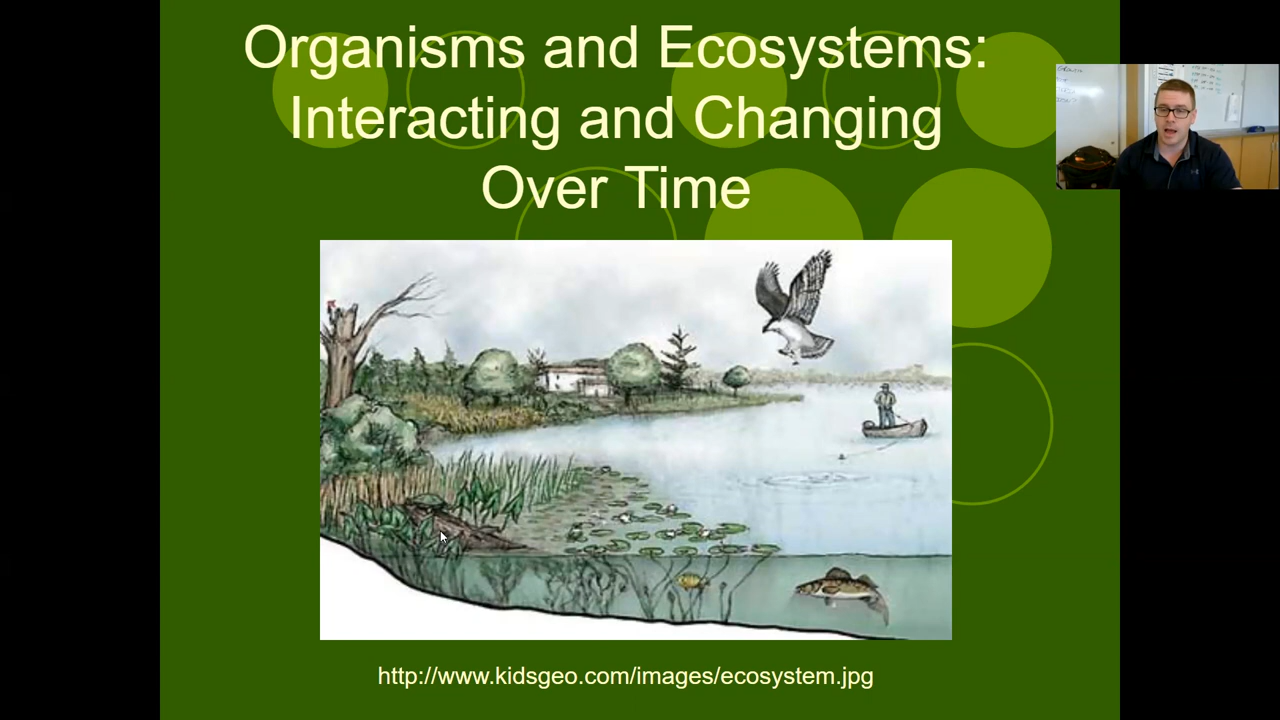 Organisms and Ecosystems:
Interacting and Changing
Over Time
http://www.kidsgeo.com/images/ecosystem.jpg